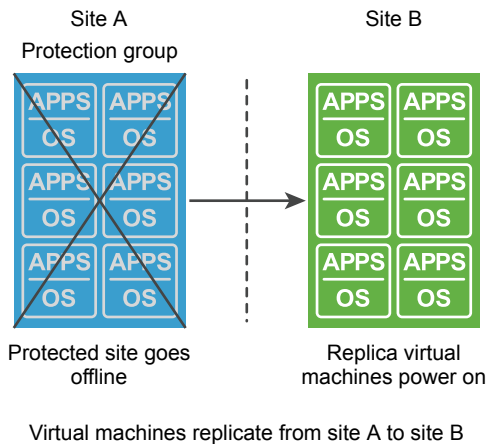 Site A
Protection group
Site B
APPS APPS
OS OS
APPS APPS
OS OS
APPS APPS
OS OS
APPS APPS
OS OS
APPS APPS
OS OS
APPS APPS
OS OS
Protected site goes
offline
Replica virtual
machines power on
Virtual machines replicate from site A to site B